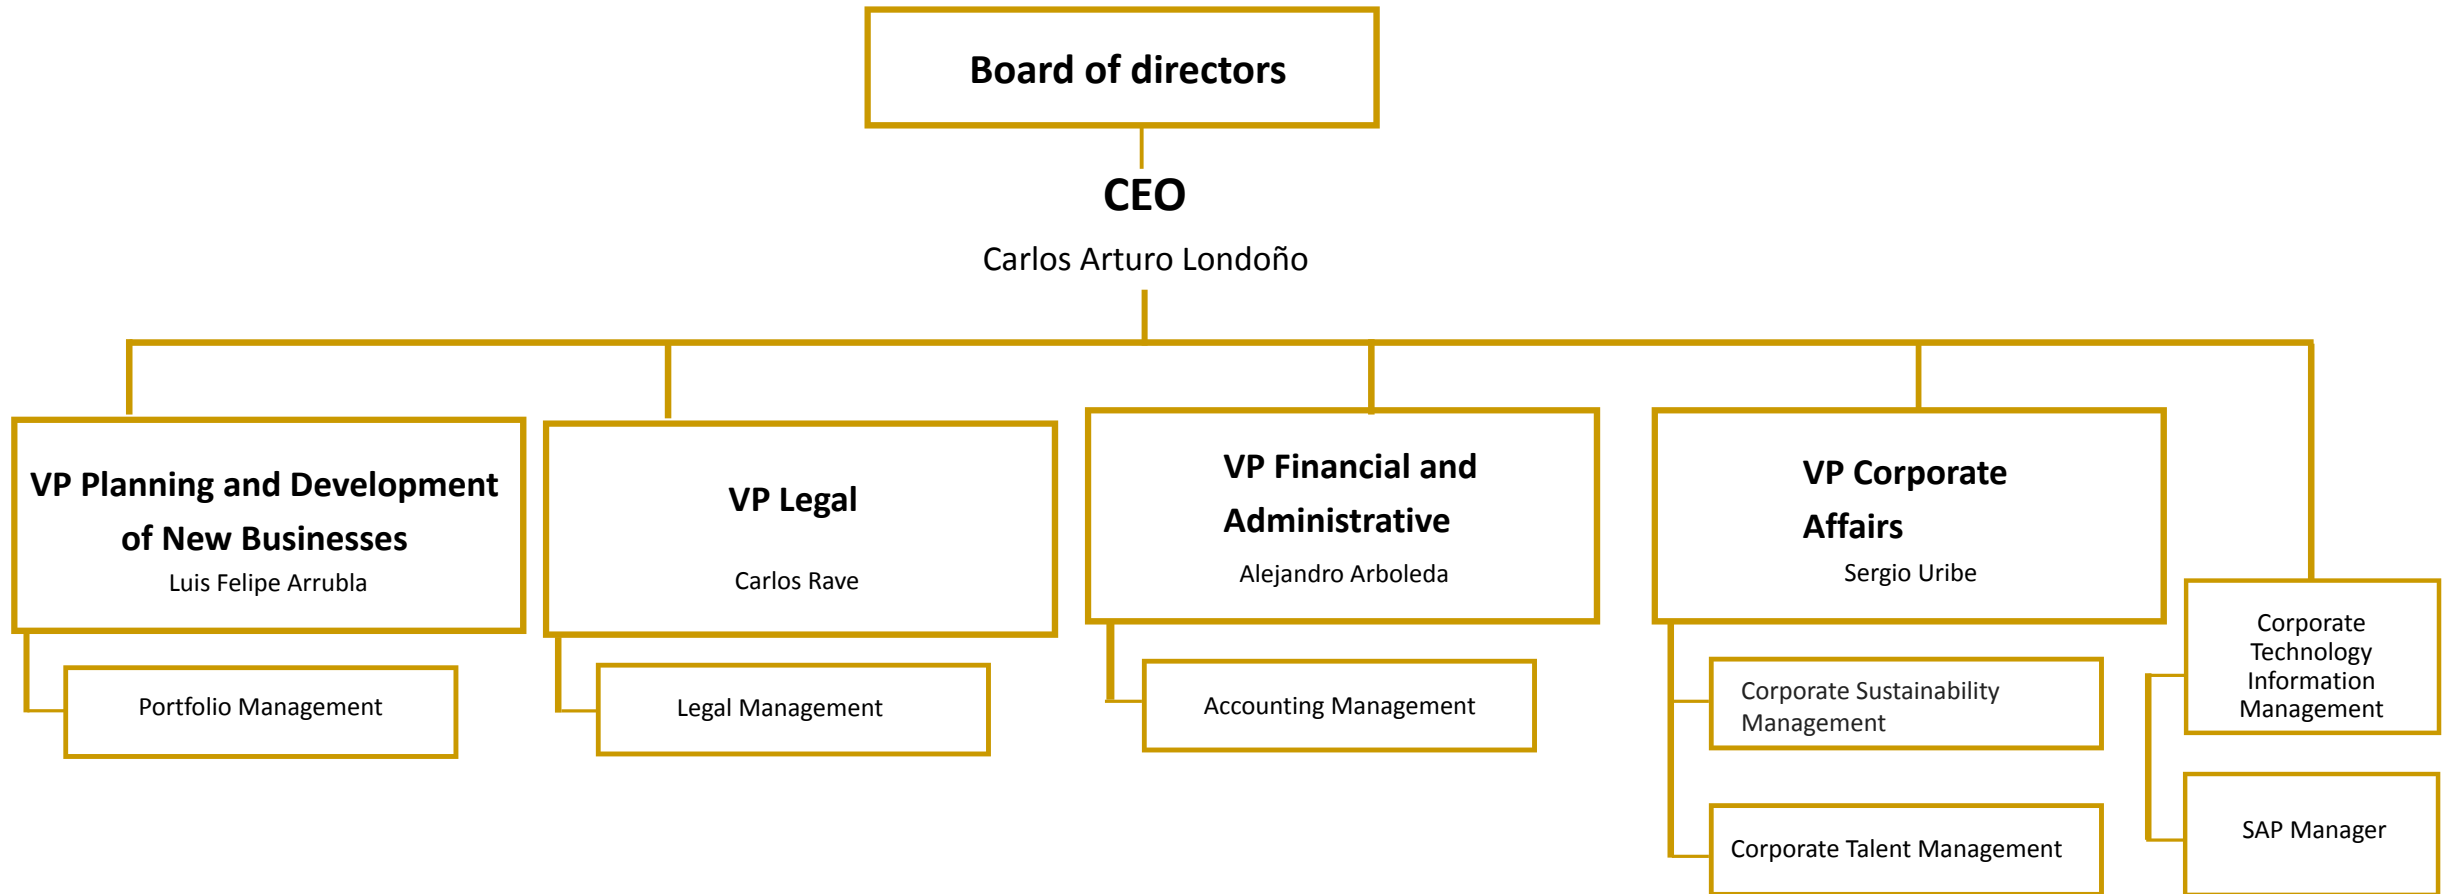 Board of directors
CEO
Carlos Arturo Londoño
VP Planning and Development
of New Businesses
Luis Felipe Arrubla
VP Legal
Carlos Rave
VP Financial and
Administrative
Alejandro Arboleda
VP Corporate
Affairs
Sergio Uribe
Corporate
Technology
Information
Management
Portfolio Management
Legal Management
Accounting Management
Corporate Sustainability
Management
Corporate Talent Management
SAP Manager